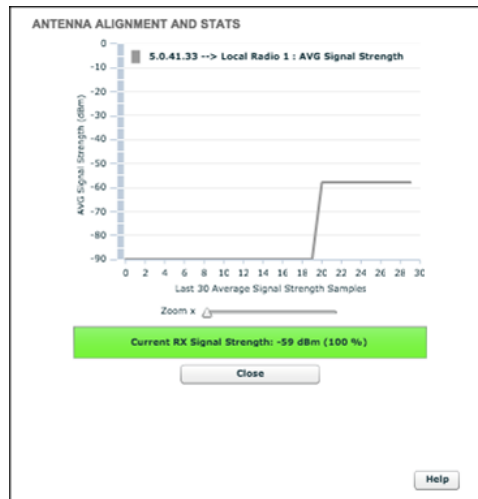 ANTENNA ALIGNMENT AND STATS
5.0.41.33 --> Local Radio 1 : AVG Signal Strength
AVG Signal Strength (dBm)
0
-10
-20
-30
-40
-50
-60
-70
-80
-90
0 2 4 6 8 10 12 14 16 18 20 22 24 26 28 30
Last 30 Average Signal Strength Samples
Zoom x
Current RX Signal Strength: -59 dBm (100 %)
Close
Help